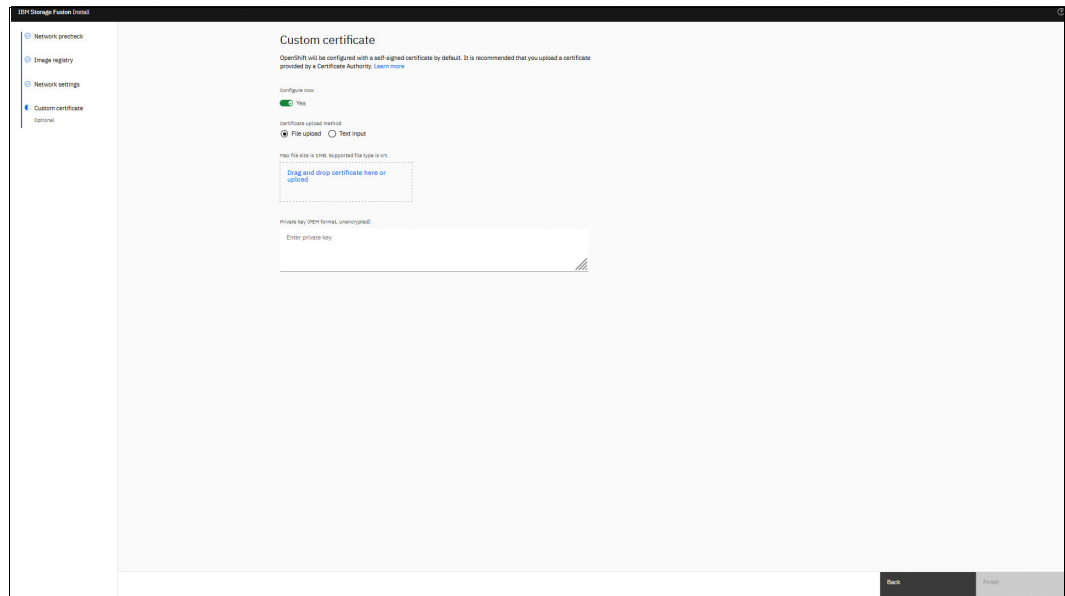 IBM Storage Fusion Install
Network precheck
Image registry
Network settings
Custom certificate
Optional
Custom certificate
OpenShift will be configured with a self-signed certificate by default. It is recommended that you upload a certificate
provided by a Certificate Authority. Learn more
Configure now
Yes
Certificate upload method
File upload Text input
Max file size is 1MB. Supported file type is crt.
Drag and drop certificate here or
upload
Private key (PEM format, unencrypted)
Enter private key
Back Finish